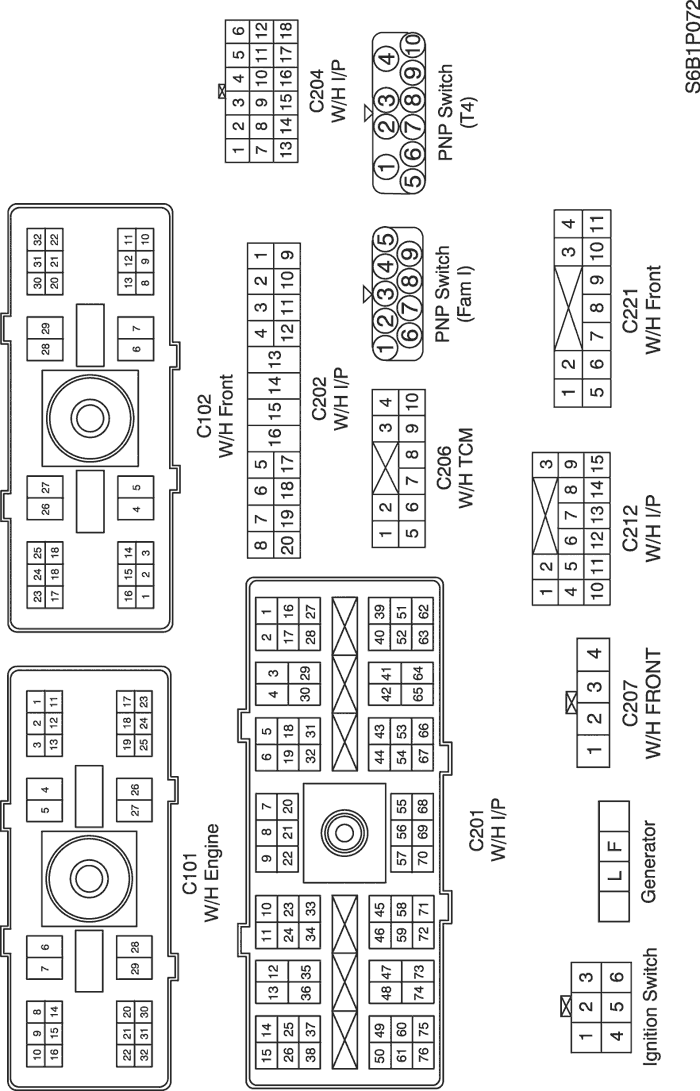 10 9 8 7 6 5 4 3 2 1
16 15 14 13 12 11
22 21 20 29 28 27 26 19 18 17
32 31 30 25 24 23
C101
W/H Engine
23 24 25 26 27 28 29 30 31 32
17 18 18 20 21 22
16 15 14 4 5 6 7 13 12 11
1 2 3 8 9 10
C102
W/H Front
15 14 13 12 11 10 9 8 7 6 5 4 3 2 1
26 25 24 23 22 21 20 19 18 17 16
38 37 36 35 34 33 32 31 30 29 28 27
50 49 48 47 46 45 44 43 42 41 40 39
61 60 59 58 57 56 55 54 53 52 51
76 75 74 73 72 71 70 69 68 67 66 65 64 63 62
C201
W/H I/P
8 7 6 5 16 15 14 13 4 3 2 1
20 19 18 17 12 11 10 9
C202
W/H I/P
1 2 3 4 5 6
7 8 9 10 11 12
13 14 15 16 17 18
C204
W/H I/P
1 2 3 4
5 6 7 8 9 10
C206
W/H TCM
1 2 3 4 5
6 7 8 9
PNP Switch
(Fam I)
1 2 3 4
5 6 7 8 9 10
PNP Switch
(T4)
1 2 3
4 5 6
Ignition Switch
L F
Generator
1 2 3 4
C207
W/H FRONT
1 2 3
4 5 6 7 8 9
10 11 12 13 14 15
C212
W/H I/P
1 2 3 4
5 6 7 8 9 10 11
C221
W/H Front
S6B1P072